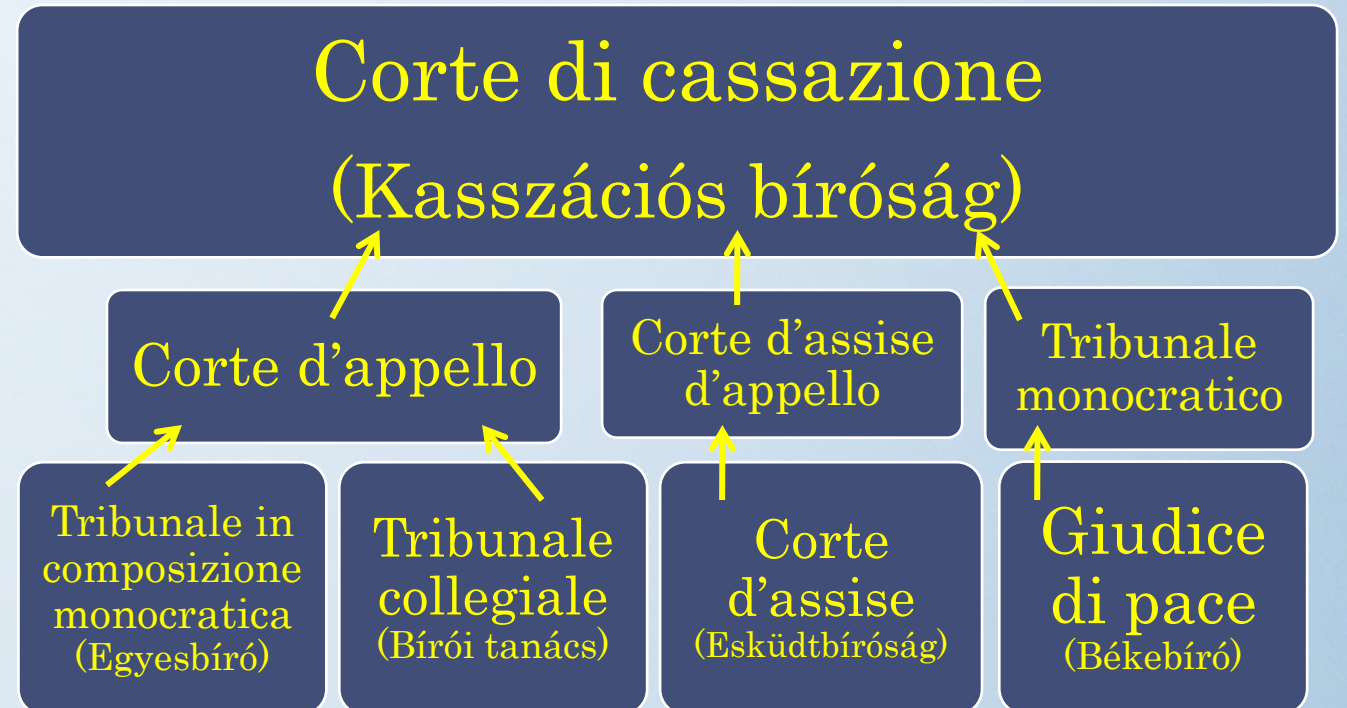 Corte di cassazione
(Kasszációs bíróság)
Corte d’appello
Corte d’assise
d’appello
Tribunale
monocratico
Tribunale in
composizione
monocratica
(Egyesbíró)
Tribunale
collegiale
(Bírói tanács)
Corte
d’assise
(Esküdtbíróság)
Giudice
di pace
(Békebíró)